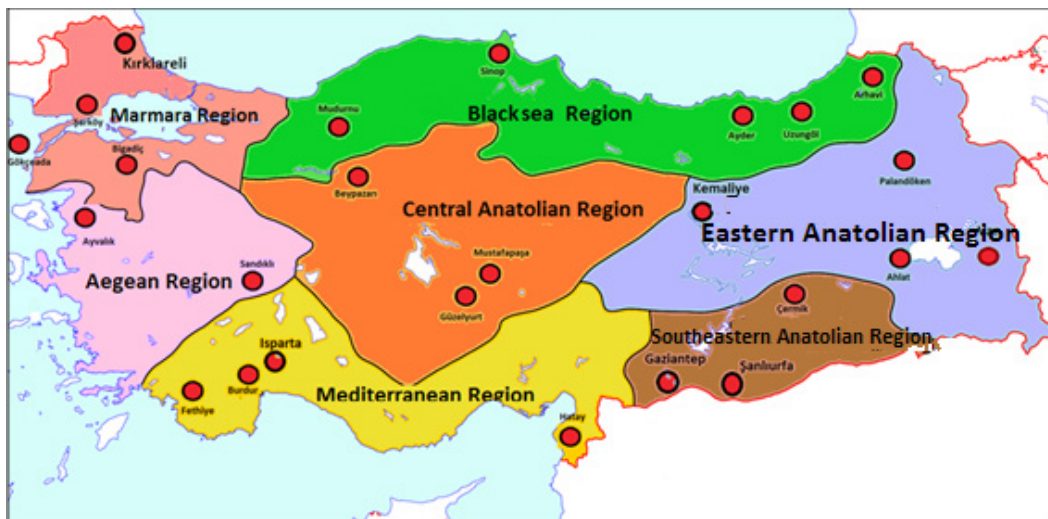 Kırklareli
Sinop
Arhavi
Şerköy
Marmara Region
Mudurnu
Blacksea Region
Ayder
Uzungöl
Gökçeada
Bigadiç
Beypazarı
Palandöken
Kemaliye
Central Anatolian Region
Eastern Anatolian Region
Ayvalık
Mustafapaşa
Ahlat
Sandıklı
Aegean Region
Güzelyurt
Çermik
Southeastern Anatolian Region
Isparta
Gaziantep
Şanlıurfa
Burdur
Mediterranean Region
Fethiye
Hatay